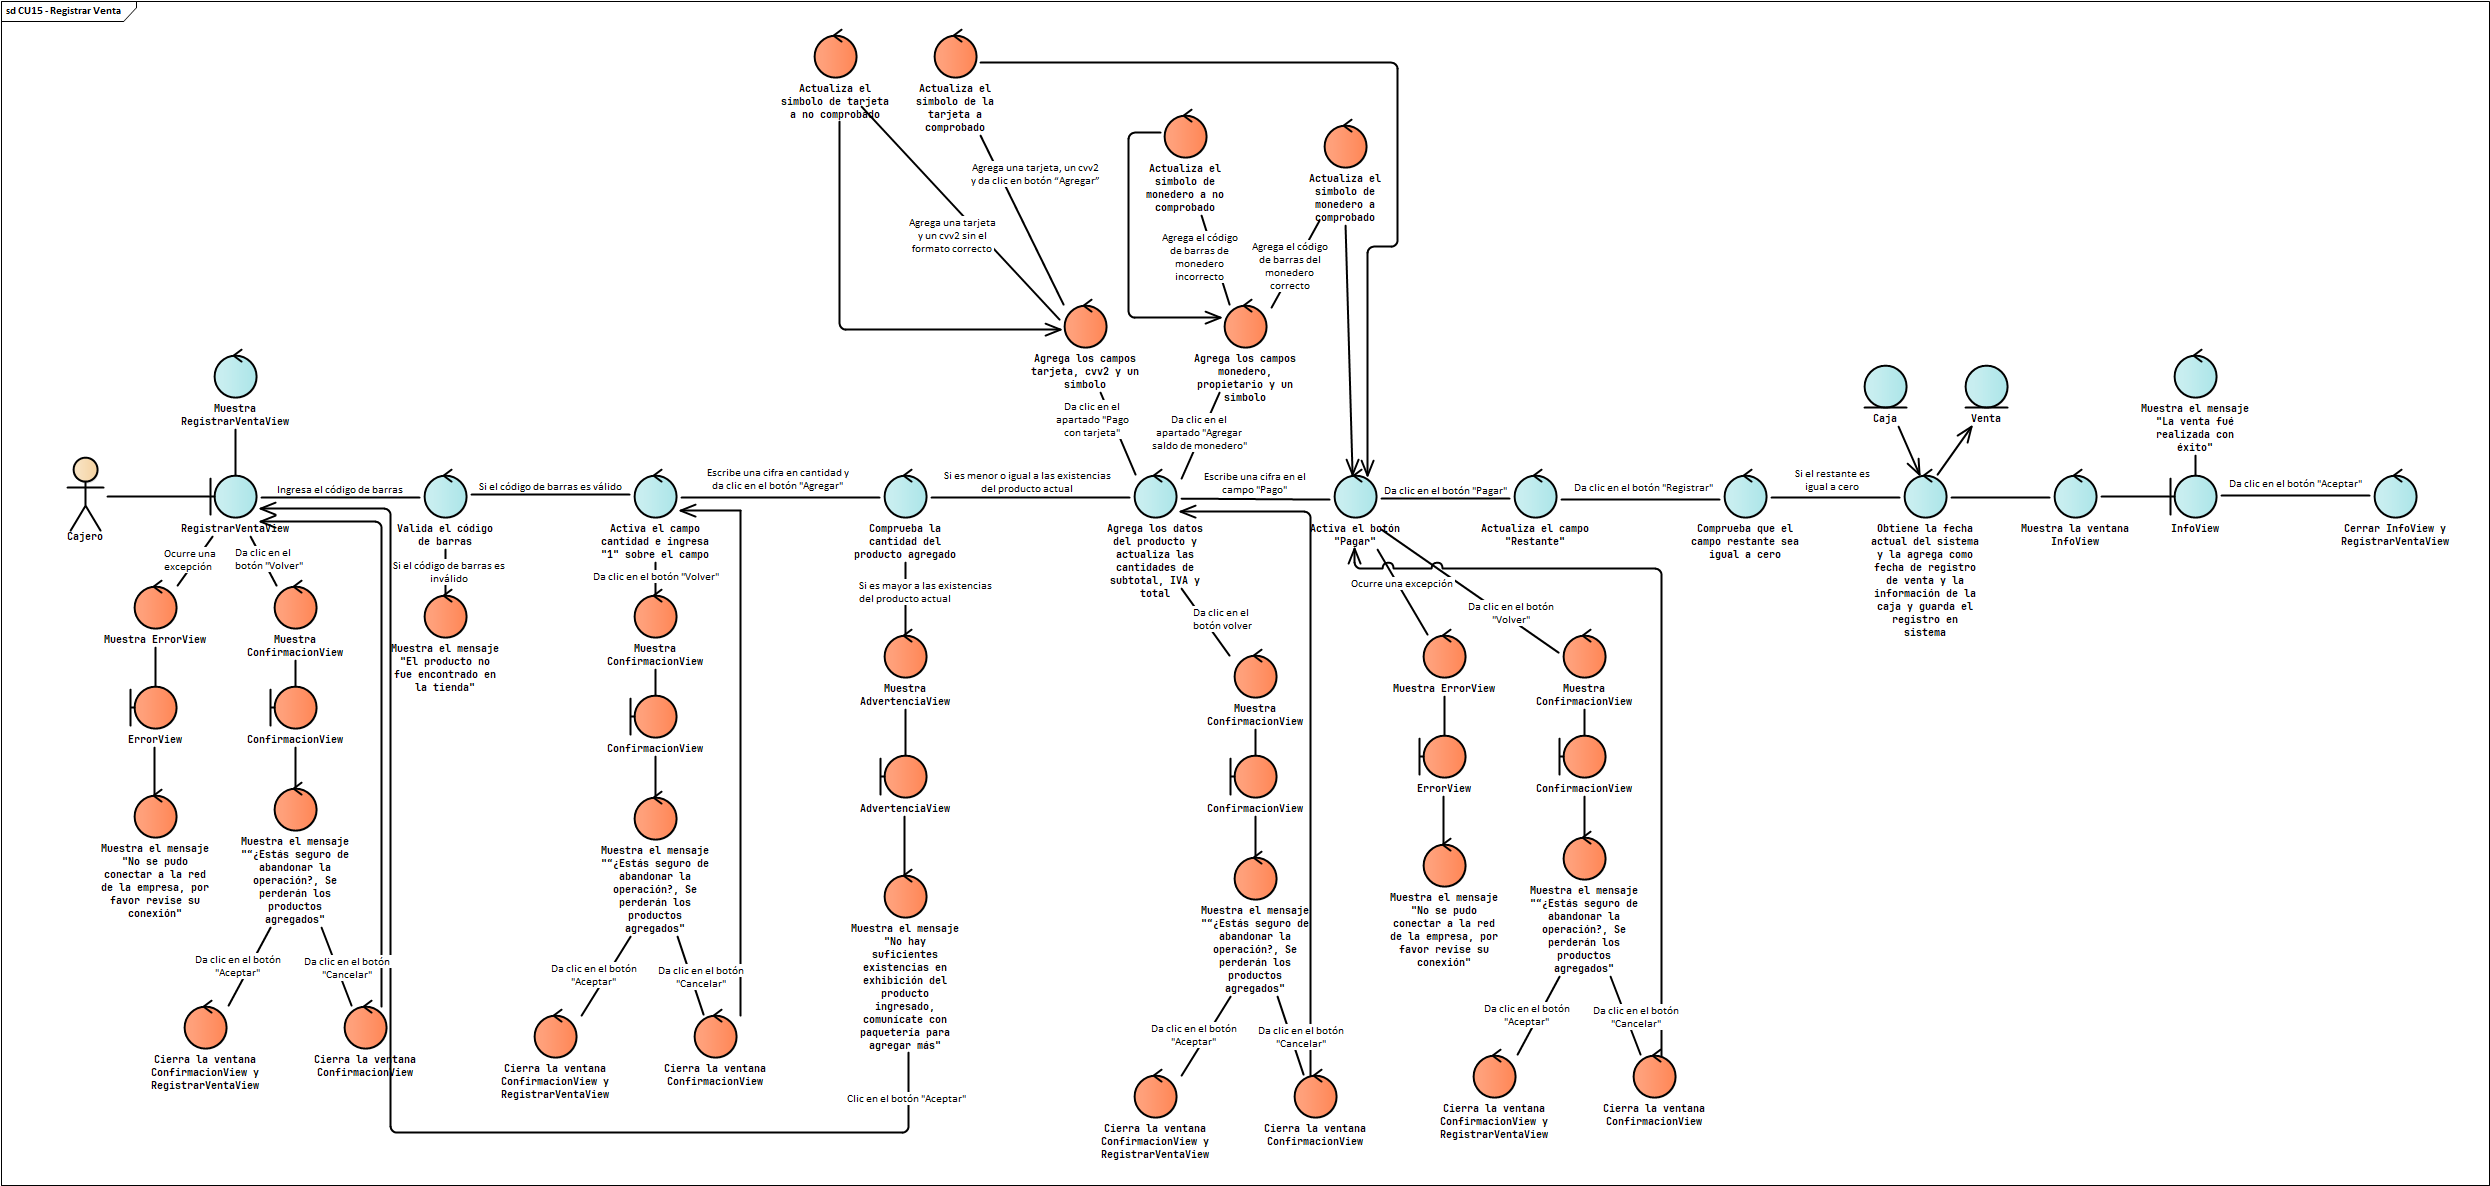 sd CU15 - Registrar Venta
Actualiza el
simbolo de tarjeta
a no comprobado
Actualiza el
simbolo de la
tarjeta a
comprobado
Agrega una tarjeta, un cvv2
y da clic en botón “Agregar”
Agrega una tarjeta
y un cvv2 sin el
formato correcto
Actualiza el
simbolo de
monedero a no
comprobado
Actualiza el
simbolo de
monedero a
comprobado
Agrega el código
de barras de
monedero
incorrecto
Agrega el código
de barras del
monedero
correcto
Agrega los campos
tarjeta, cvv2 y un
simbolo
Agrega los campos
monedero,
propietario y un
simbolo
Da clic en el
apartado "Pago
con tarjeta"
Da clic en el
apartado "Agregar
saldo de monedero"
Muestra
RegistrarVentaView
Cajero
RegistrarVentaView
Ingresa el código de barras
Valida el código
de barras
Si el código de barras es válido
Activa el campo
cantidad e ingresa
"1" sobre el campo
Escribe una cifra en cantidad y
da clic en el botón "Agregar"
Comprueba la
cantidad del
producto agregado
Si es menor o igual a las existencias
del producto actual
Agrega los datos
del producto y
actualiza las
cantidades de
subtotal, IVA y
total
Escribe una cifra en el
campo "Pago"
Activa el botón
"Pagar"
Da clic en el botón "Pagar"
Actualiza el campo
"Restante"
Da clic en el botón "Registrar"
Comprueba que el
campo restante sea
igual a cero
Si el restante es
igual a cero
Caja
Venta
Obtiene la fecha
actual del sistema
y la agrega como
fecha de registro
de venta y la
información de la
caja y guarda el
registro en
sistema
Muestra la ventana
InfoView
Muestra el mensaje
"La venta fué
realizada con
éxito"
InfoView
Da clic en el botón "Aceptar"
Cerrar InfoView y
RegistrarVentaView
Ocurre una
excepción
Da clic en el
botón "Volver"
Muestra ErrorView
ErrorView
Muestra el mensaje
"No se pudo
conectar a la red
de la empresa, por
favor revise su
conexión"
Muestra
ConfirmacionView
ConfirmacionView
Muestra el mensaje
"“¿Estás seguro de
abandonar la
operación?, Se
perderán los
productos
agregados"
Da clic en el botón
"Aceptar"
Da clic en el botón
"Cancelar"
Cierra la ventana
ConfirmacionView y
RegistrarVentaView
Cierra la ventana
ConfirmacionView
Si el código de barras es
inválido
Muestra el mensaje
"El producto no
fue encontrado en
la tienda"
Da clic en el botón "Volver"
Muestra
ConfirmacionView
ConfirmacionView
Muestra el mensaje
"“¿Estás seguro de
abandonar la
operación?, Se
perderán los
productos
agregados"
Da clic en el botón
"Aceptar"
Da clic en el botón
"Cancelar"
Cierra la ventana
ConfirmacionView y
RegistrarVentaView
Cierra la ventana
ConfirmacionView
Si es mayor a las existencias
del producto actual
Muestra
AdvertenciaView
AdvertenciaView
Muestra el mensaje
"No hay
suficientes
existencias en
exhibición del
producto
ingresado,
comunícate con
paquetería para
agregar más"
Clic en el botón "Aceptar"
Da clic en el
botón volver
Muestra
ConfirmacionView
ConfirmacionView
Muestra el mensaje
"“¿Estás seguro de
abandonar la
operación?, Se
perderán los
productos
agregados"
Da clic en el botón
"Aceptar"
Da clic en el botón
"Cancelar"
Cierra la ventana
ConfirmacionView y
RegistrarVentaView
Cierra la ventana
ConfirmacionView
Ocurre una excepción
Da clic en el botón
"Volver"
Muestra ErrorView
ErrorView
Muestra el mensaje
"No se pudo
conectar a la red
de la empresa, por
favor revise su
conexión"
Muestra
ConfirmacionView
ConfirmacionView
Muestra el mensaje
"“¿Estás seguro de
abandonar la
operación?, Se
perderán los
productos
agregados"
Da clic en el botón
"Aceptar"
Da clic en el botón
"Cancelar"
Cierra la ventana
ConfirmacionView y
RegistrarVentaView
Cierra la ventana
ConfirmacionView